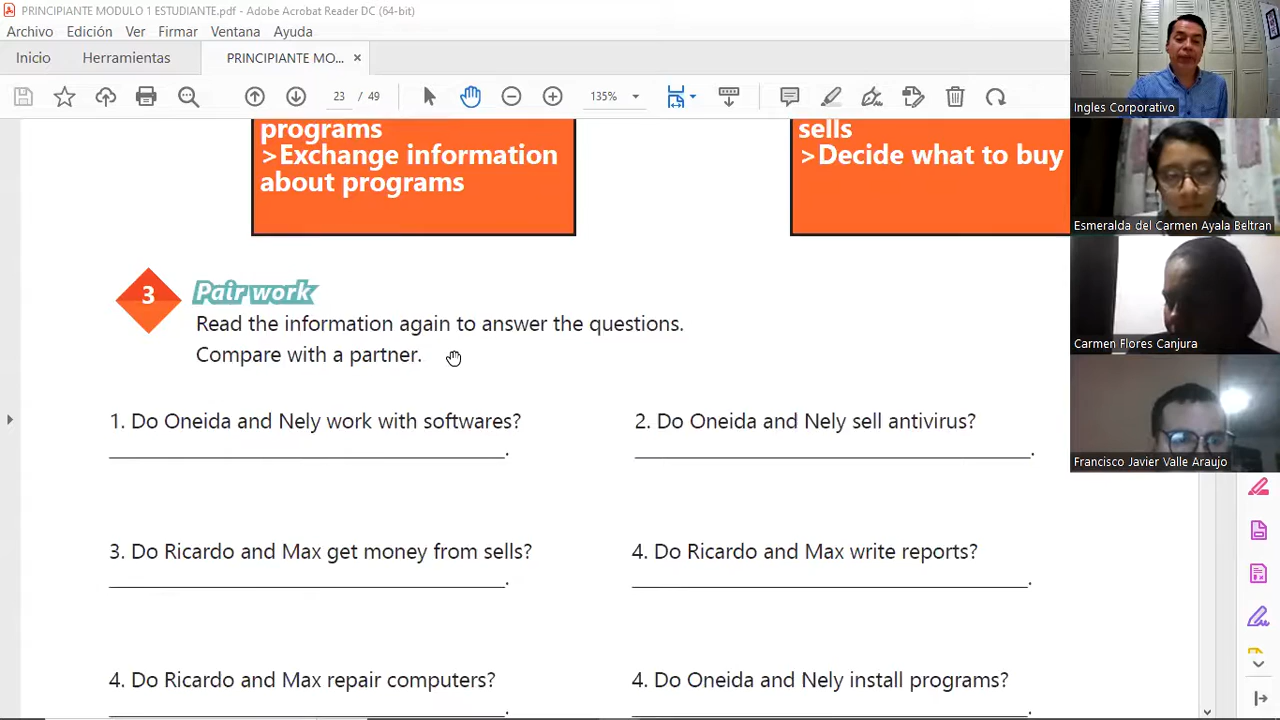 PRINCIPIANTE MODULO 1 ESTUDIANTE.pdf - Adobe Acrobat Reader DC (64-bit)
Archivo Edición Ver Firmar Ventana Ayuda
Inicio Herramientas PRINCIPIANTE MO... ×
23 / 49 135%
programs
>Exchange information
about programs
sells
>Decide what to buy
3 Pair work
Read the information again to answer the questions.
Compare with a partner.
1. Do Oneida and Nely work with softwares?
2. Do Oneida and Nely sell antivirus?
3. Do Ricardo and Max get money from sells?
4. Do Ricardo and Max write reports?
4. Do Ricardo and Max repair computers?
4. Do Oneida and Nely install programs?
Ingles Corporativo
Esmeralda del Carmen Ayala Beltran
Carmen Flores Canjura
Francisco Javier Valle Araujo